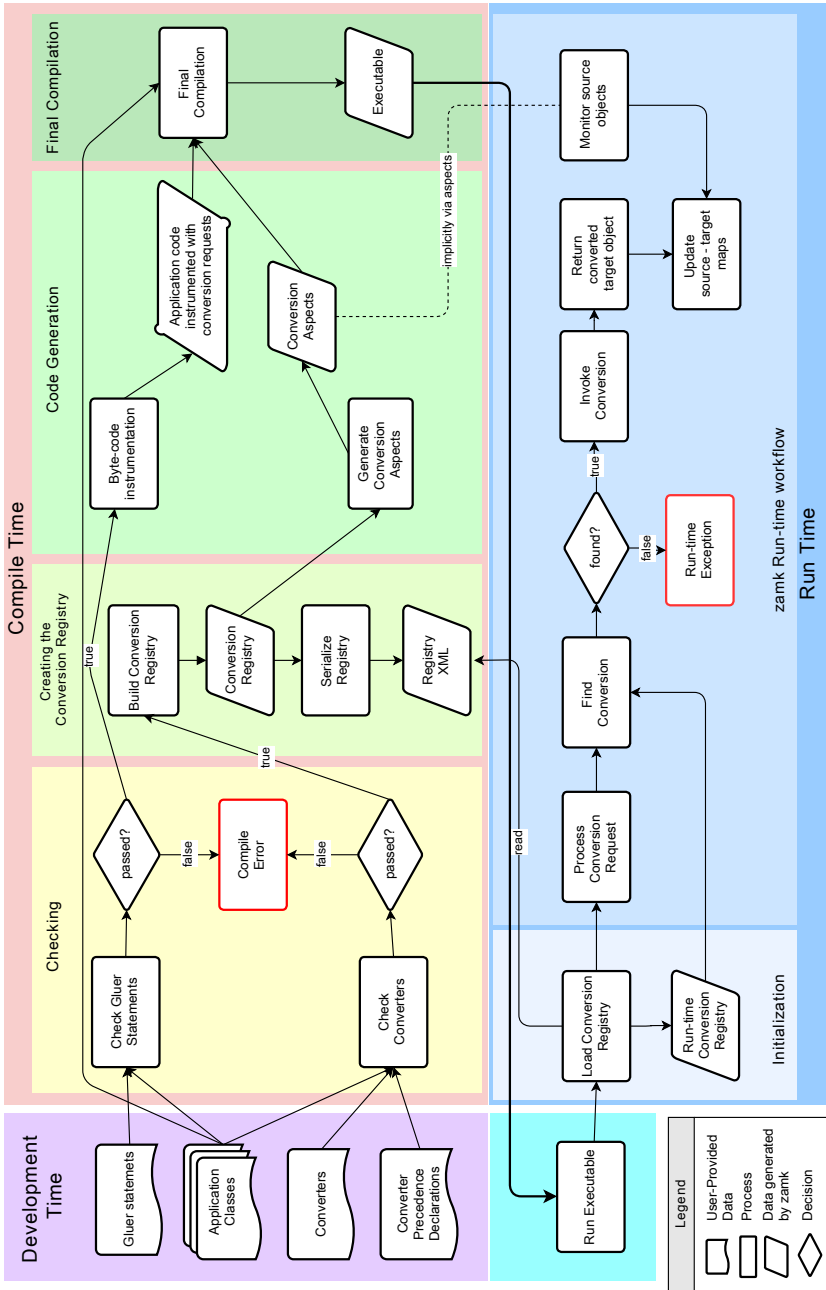 Development
Time
Gluer statemets
Application
Classes
Converters
Converter
Precedence
Declarations
Compile Time
Checking
Check Gluer
Statements
passed?
true
false
Compile
Error
false
passed?
true
Check
Converters
Creating the
Conversion Registry
Build Conversion
Registry
Conversion
Registry
Serialize
Registry
Registry
XML
Code Generation
Byte-code
instrumentation
Application code
instrumented with
conversion requests
Generate
Conversion
Aspects
Conversion
Aspects
Final Compilation
Final
Compilation
Executable
implicitly via aspects
Run Executable
read
Load Conversion
Registry
Run-time
Conversion
Registry
Initialization
Process
Conversion
Request
Find
Conversion
found?
true
false
Run-time
Exception
Invoke
Conversion
Return
converted
target object
Monitor source
objects
Update
source - target
maps
zamk Run-time workflow
Run Time
Legend
User-Provided
Data
Process
Data generated
by zamk
Decision